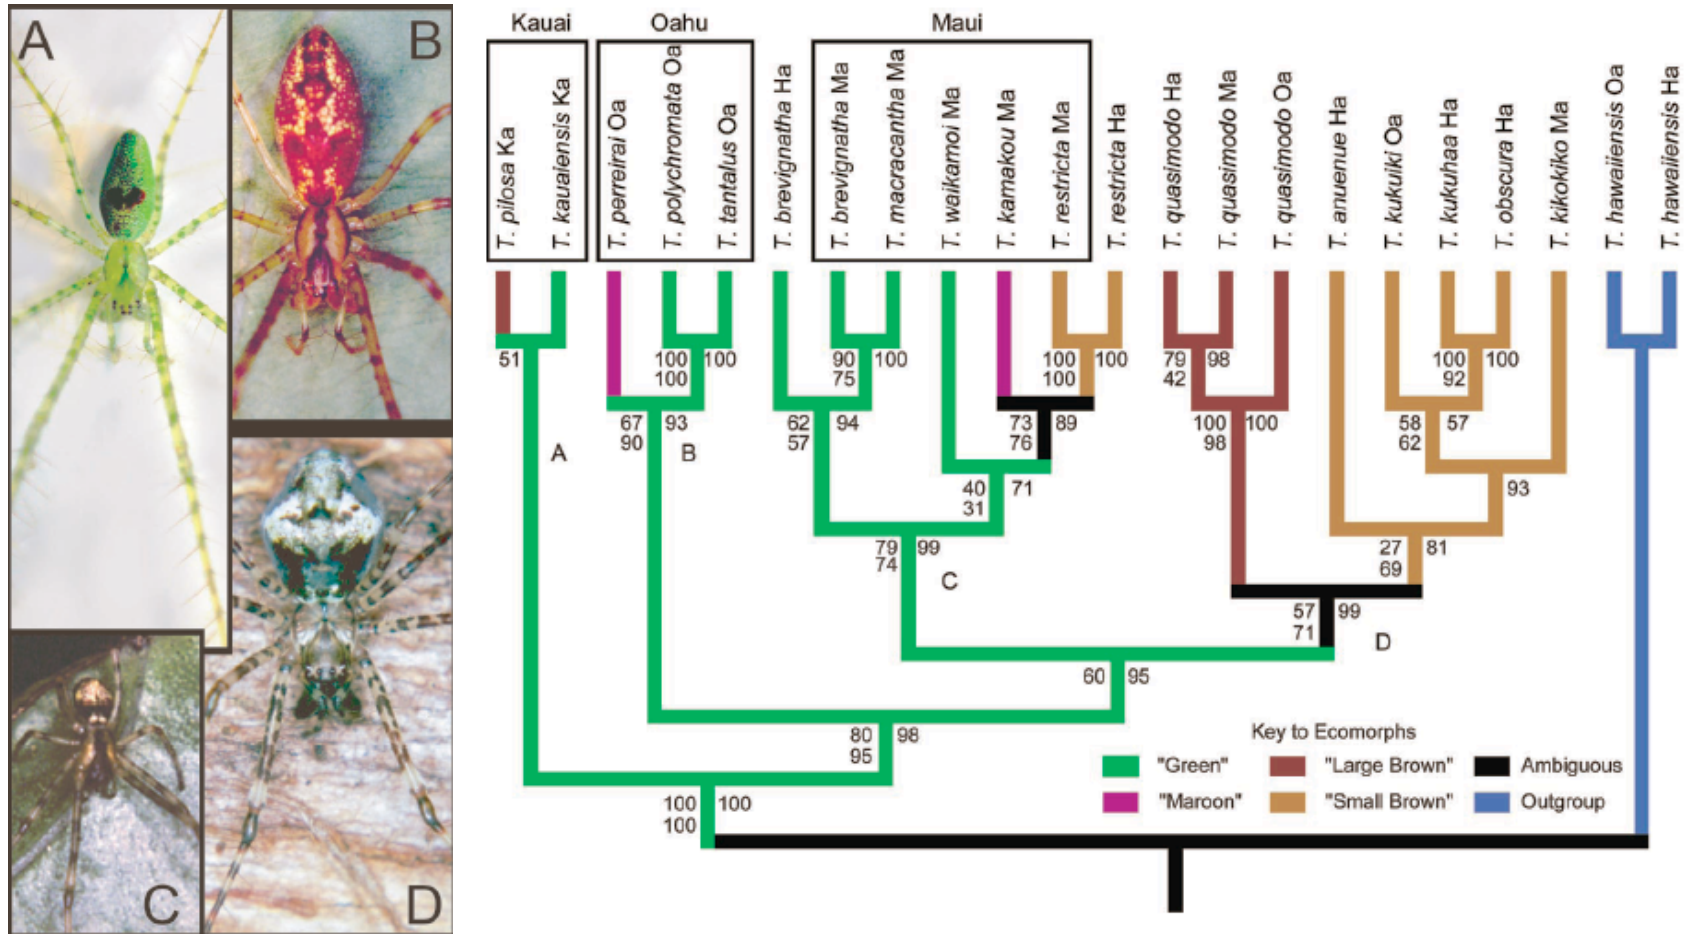 A
B
C
D
Kauai
Oahu
Maui
T. pilosa Ka
T. kauaiensis Ka
T. perreirai Oa
T. polychromata Oa
T. tantalus Oa
T. brevignatha Ha
T. brevignatha Ma
T. macracantha Ma
T. waikamoi Ma
T. kamakou Ma
T. restricta Ma
T. restricta Ha
T. quasimodo Ha
T. quasimodo Ma
T. quasimodo Oa
T. anuenue Ha
T. kukuiki Oa
T. kukuhaa Ha
T. obscura Ha
T. kikokiko Ma
T. hawaiiensis Oa
T. hawaiiensis Ha
51
100 100
100
90 100
75
100 100
100
79 98
42
100 100
92
67 93
90
62 94
57
73 89
76
100 100
98
58 57
62
A
B
40 71
31
93
79 99
74
27 81
69
C
57 99
71
D
60 95
80 98
95
100 100
100
Key to Ecomorphs
"Green"
"Large Brown"
Ambiguous
"Maroon"
"Small Brown"
Outgroup